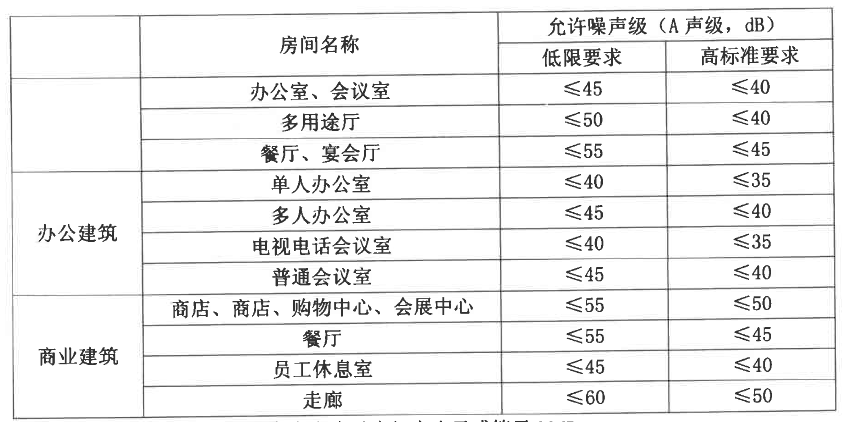 房间名称 允许噪声级（A 声级，dB）
低限要求 高标准要求
办公室、会议室 ≤45 ≤40
多用途厅 ≤50 ≤40
餐厅、宴会厅 ≤55 ≤45
办公建筑 单人办公室 ≤40 ≤35
多人办公室 ≤45 ≤40
电视电话会议室 ≤40 ≤35
普通会议室 ≤45 ≤40
商业建筑 商店、商店、购物中心、会展中心 ≤55 ≤50
餐厅 ≤55 ≤45
员工休息室 ≤45 ≤40
走廊 ≤60 ≤50